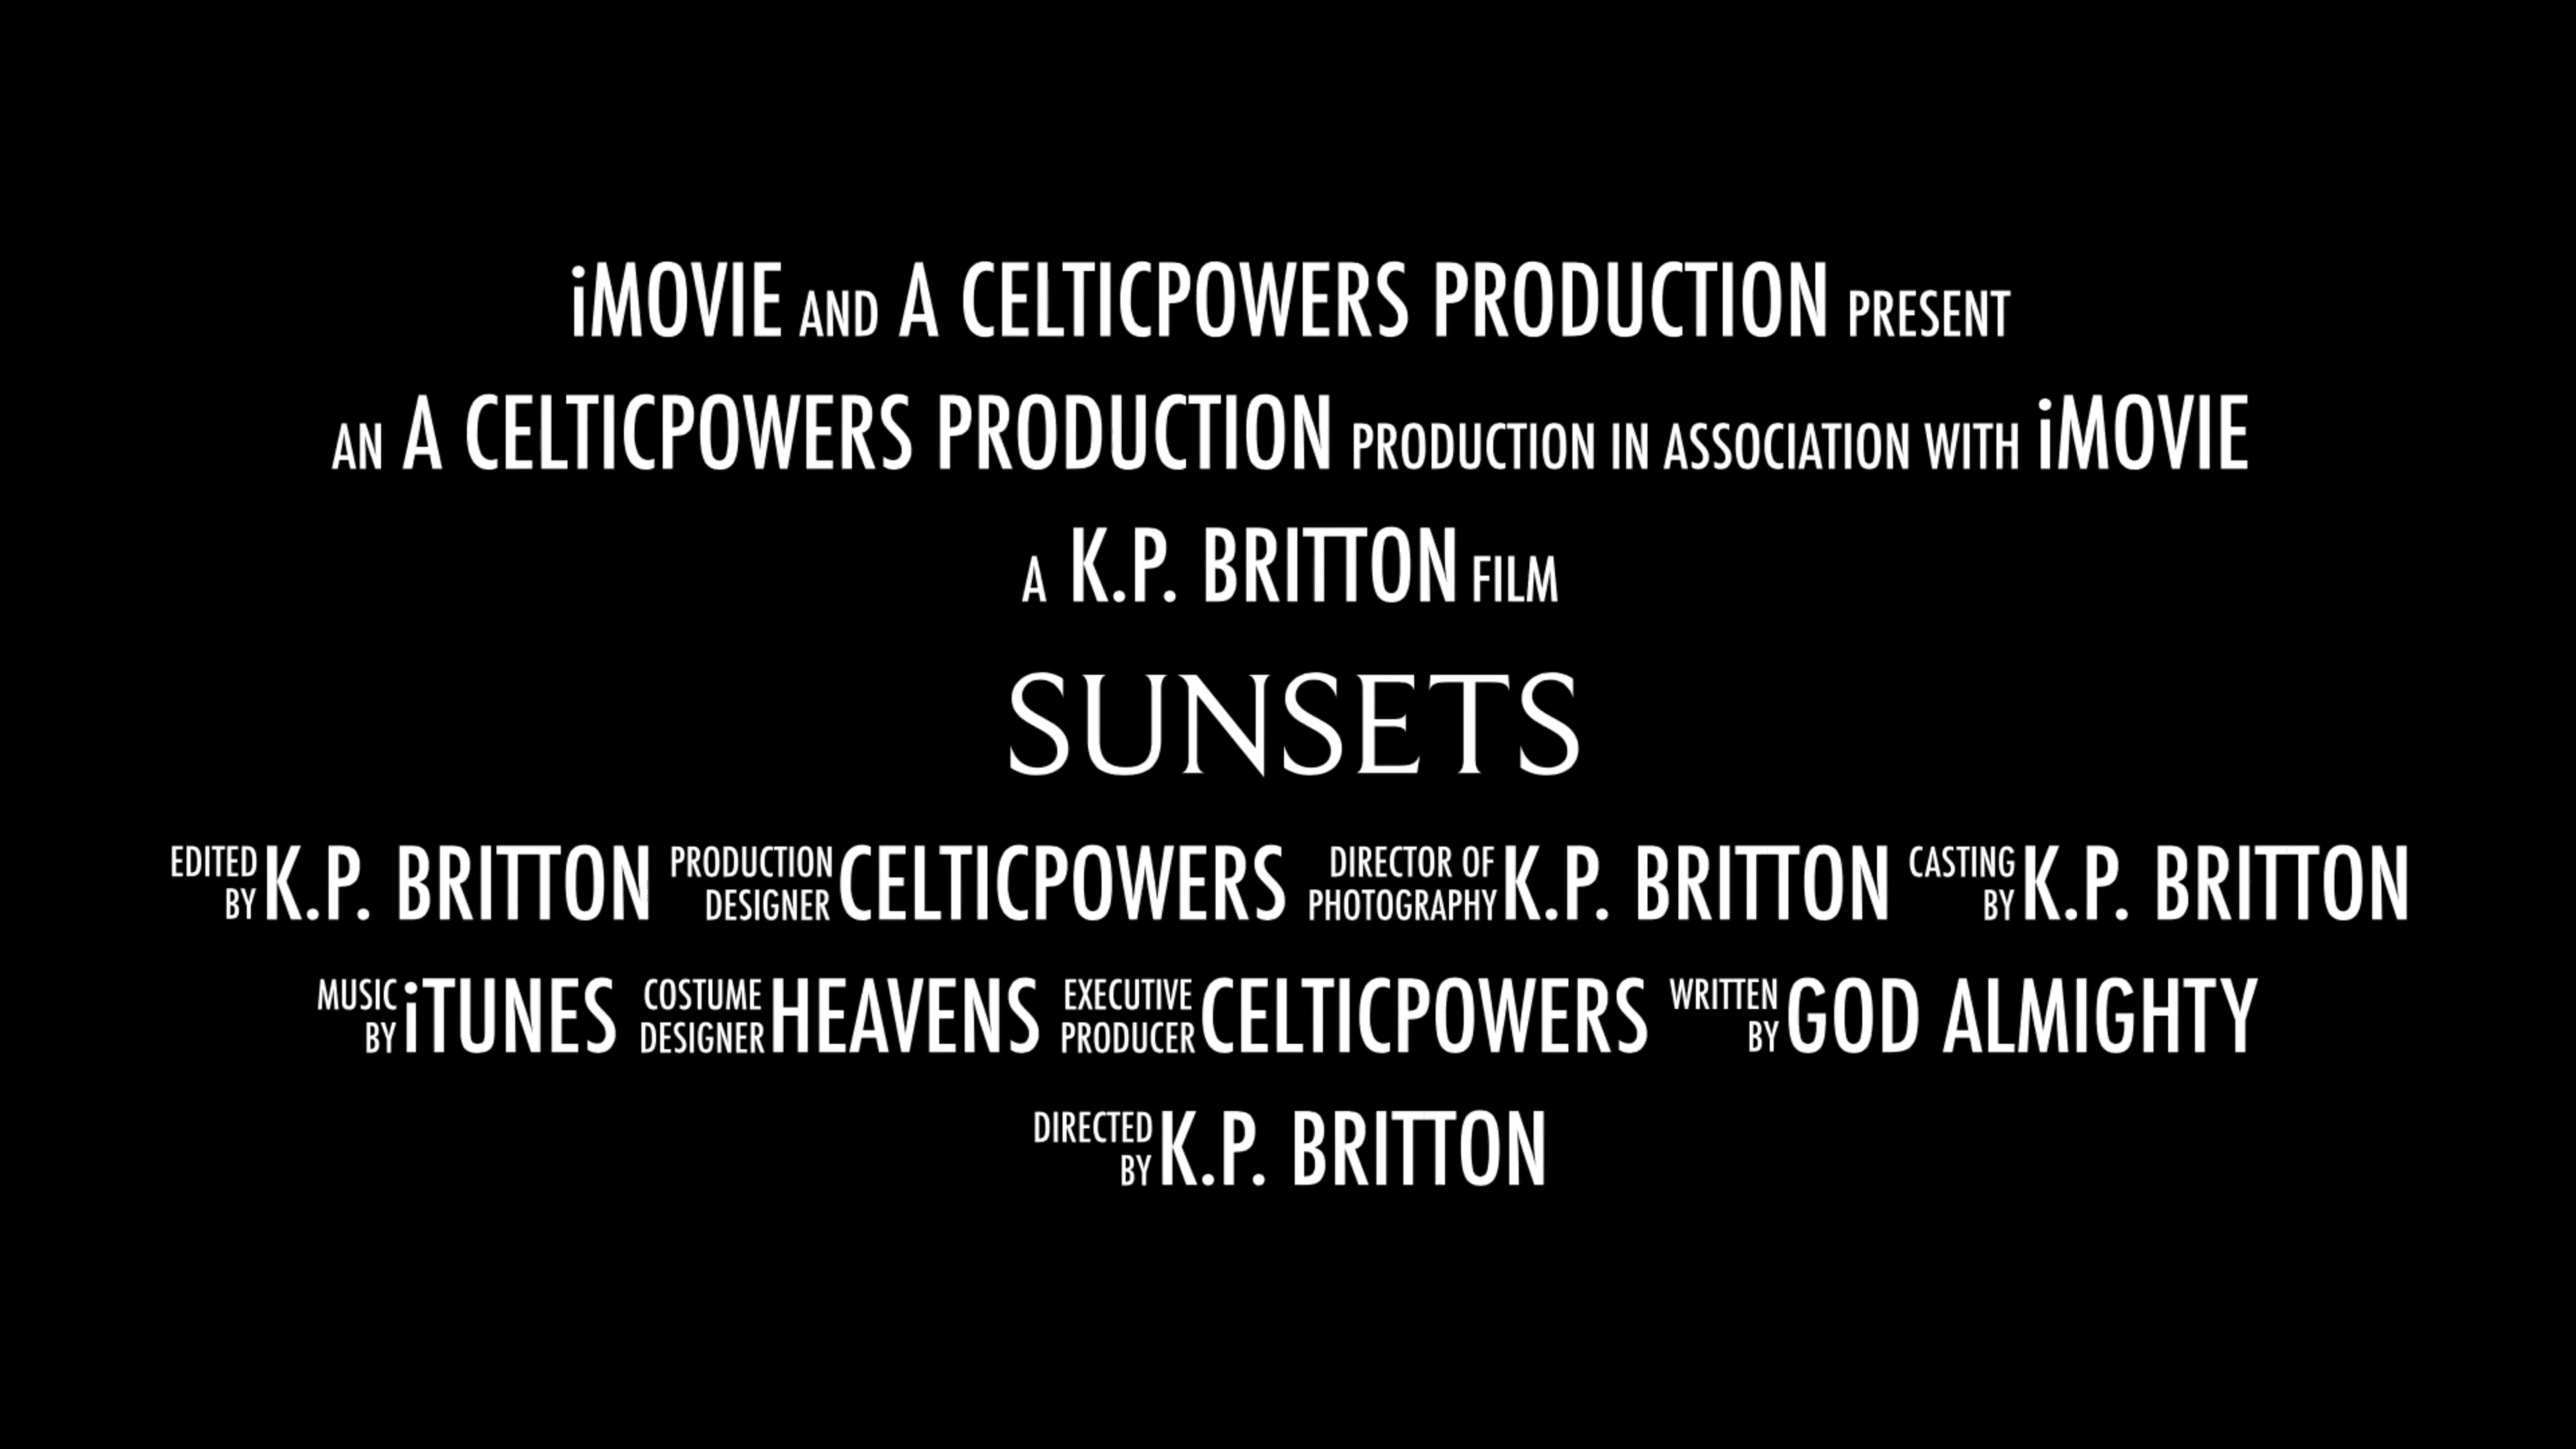 iMOVIE AND A CELTICPOWERS PRODUCTION PRESENT
AN A CELTICPOWERS PRODUCTION PRODUCTION IN ASSOCIATION WITH iMOVIE
A K.P. BRITTON FILM
SUNSETS
EDITED BY K.P. BRITTON PRODUCTION DESIGNER CELTICPOWERS DIRECTOR OF PHOTOGRAPHY K.P. BRITTON CASTING BY K.P. BRITTON
MUSIC BY iTUNES COSTUME DESIGNER HEAVENS EXECUTIVE PRODUCER CELTICPOWERS WRITTEN BY GOD ALMIGHTY
DIRECTED BY K.P. BRITTON